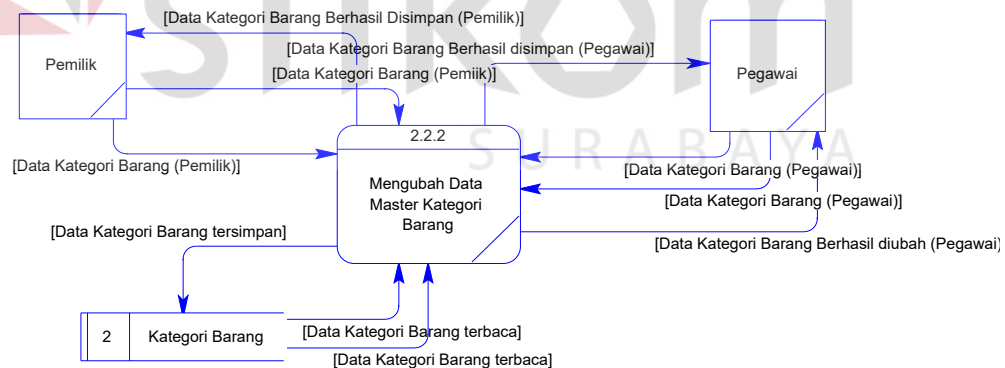 [Data Kategori Barang Berhasil Disimpan (Pemilik)]
[Data Kategori Barang Berhasil disimpan (Pegawai)]
Pemilik
[Data Kategori Barang (Pemiik)]
Pegawai
2.2.2
SURABAYA
[Data Kategori Barang (Pemilik)]
[Data Kategori Barang (Pegawai)]
Mengubah Data
Master Kategori
Barang
[Data Kategori Barang (Pegawai)]
[Data Kategori Barang tersimpan]
[Data Kategori Barang Berhasil diubah (Pegawai)
2
Kategori Barang
[Data Kategori Barang terbaca]
[Data Kategori Barang terbaca]